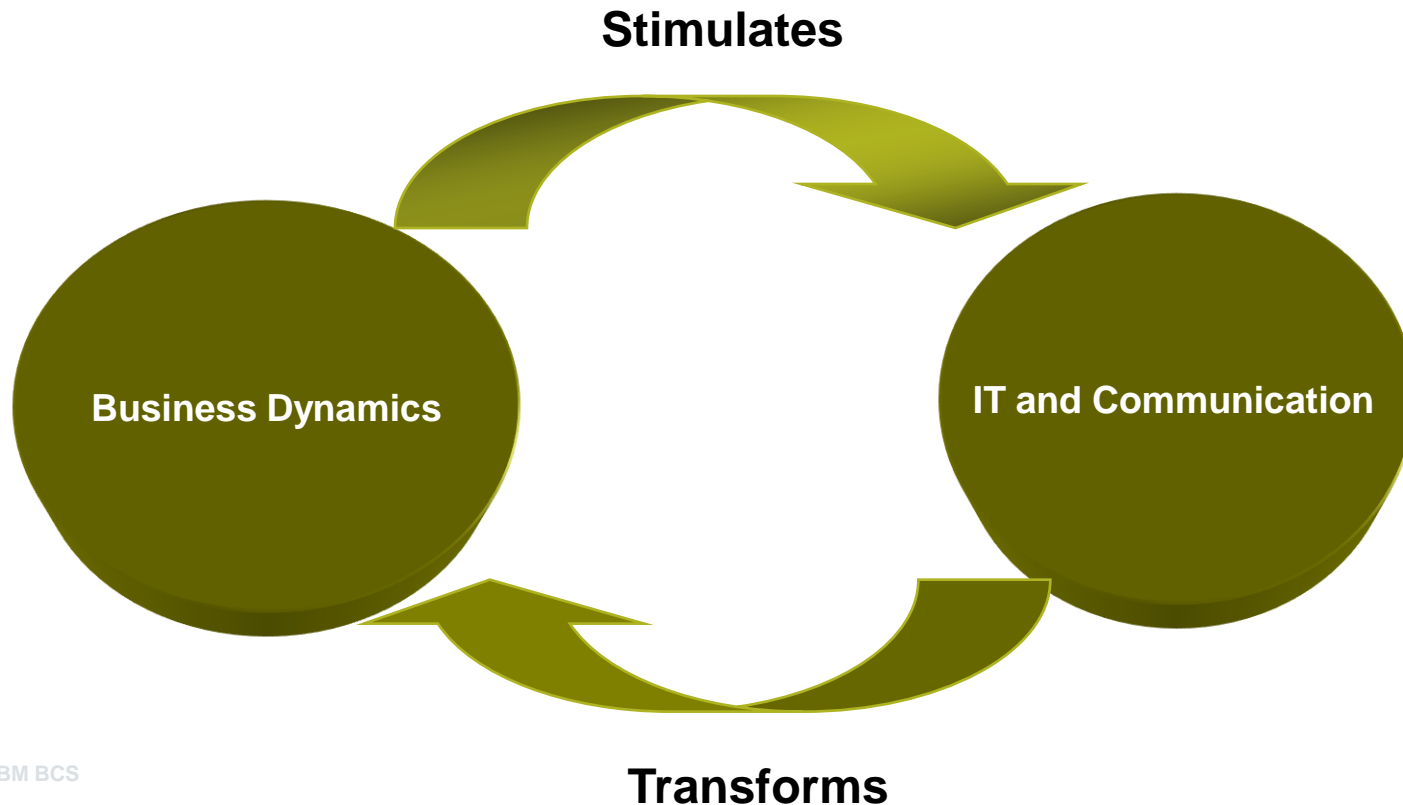 Stimulates
Business Dynamics
IT and Communication
BM BCS
Transforms